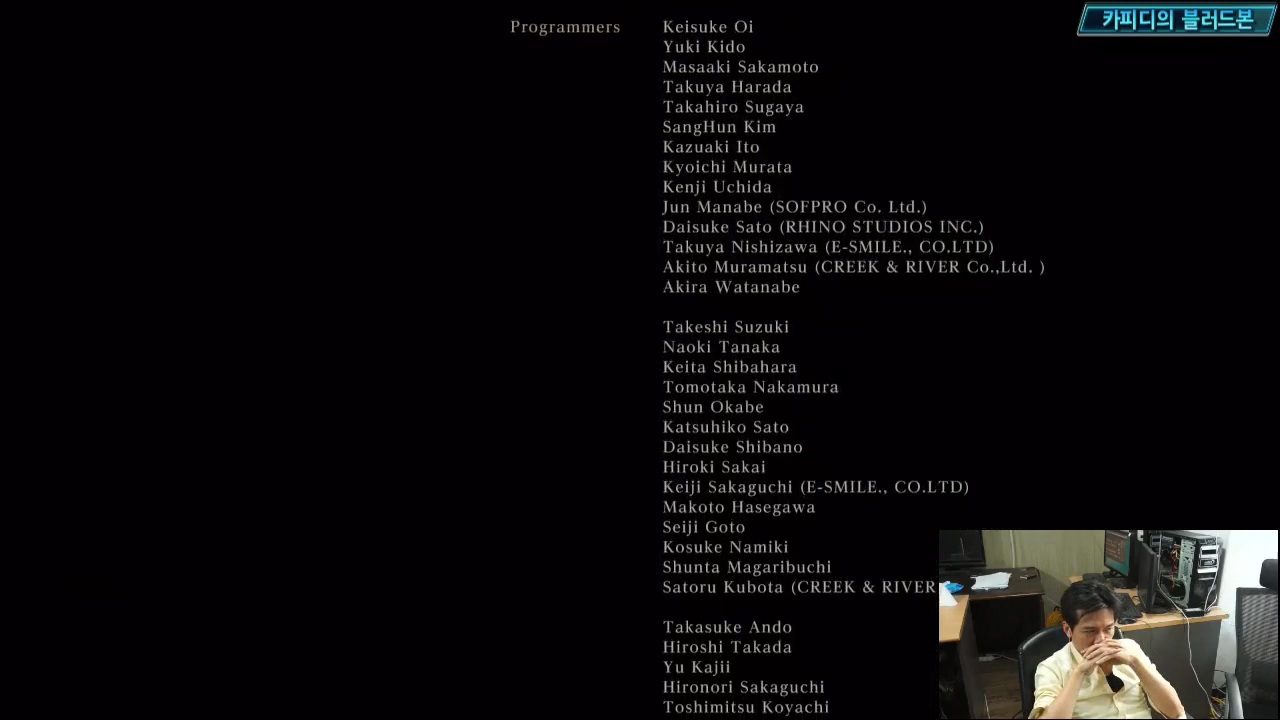 카피디의 블러드본
Programmers
Keisuke Oi
Yuki Kido
Masaaki Sakamoto
Takuya Harada
Takahiro Sugaya
SangHun Kim
Kazuaki Ito
Kyoichi Murata
Kenji Uchida
Jun Manabe (SOFPRO Co. Ltd.)
Daisuke Sato (RHINO STUDIOS INC.)
Takuya Nishizawa (E-SMILE., CO.LTD)
Akito Muramatsu (CREEK & RIVER Co.,Ltd. )
Akira Watanabe
Takeshi Suzuki
Naoki Tanaka
Keita Shibahara
Tomotaka Nakamura
Shun Okabe
Katsuhiko Sato
Daisuke Shibano
Hiroki Sakai
Keiji Sakaguchi (E-SMILE., CO.LTD)
Makoto Hasegawa
Seiji Goto
Kosuke Namiki
Shunta Magaribuchi
Satoru Kubota (CREEK & RIVER
Takasuke Ando
Hiroshi Takada
Yu Kajii
Hironori Sakaguchi
Toshimitsu Koyachi